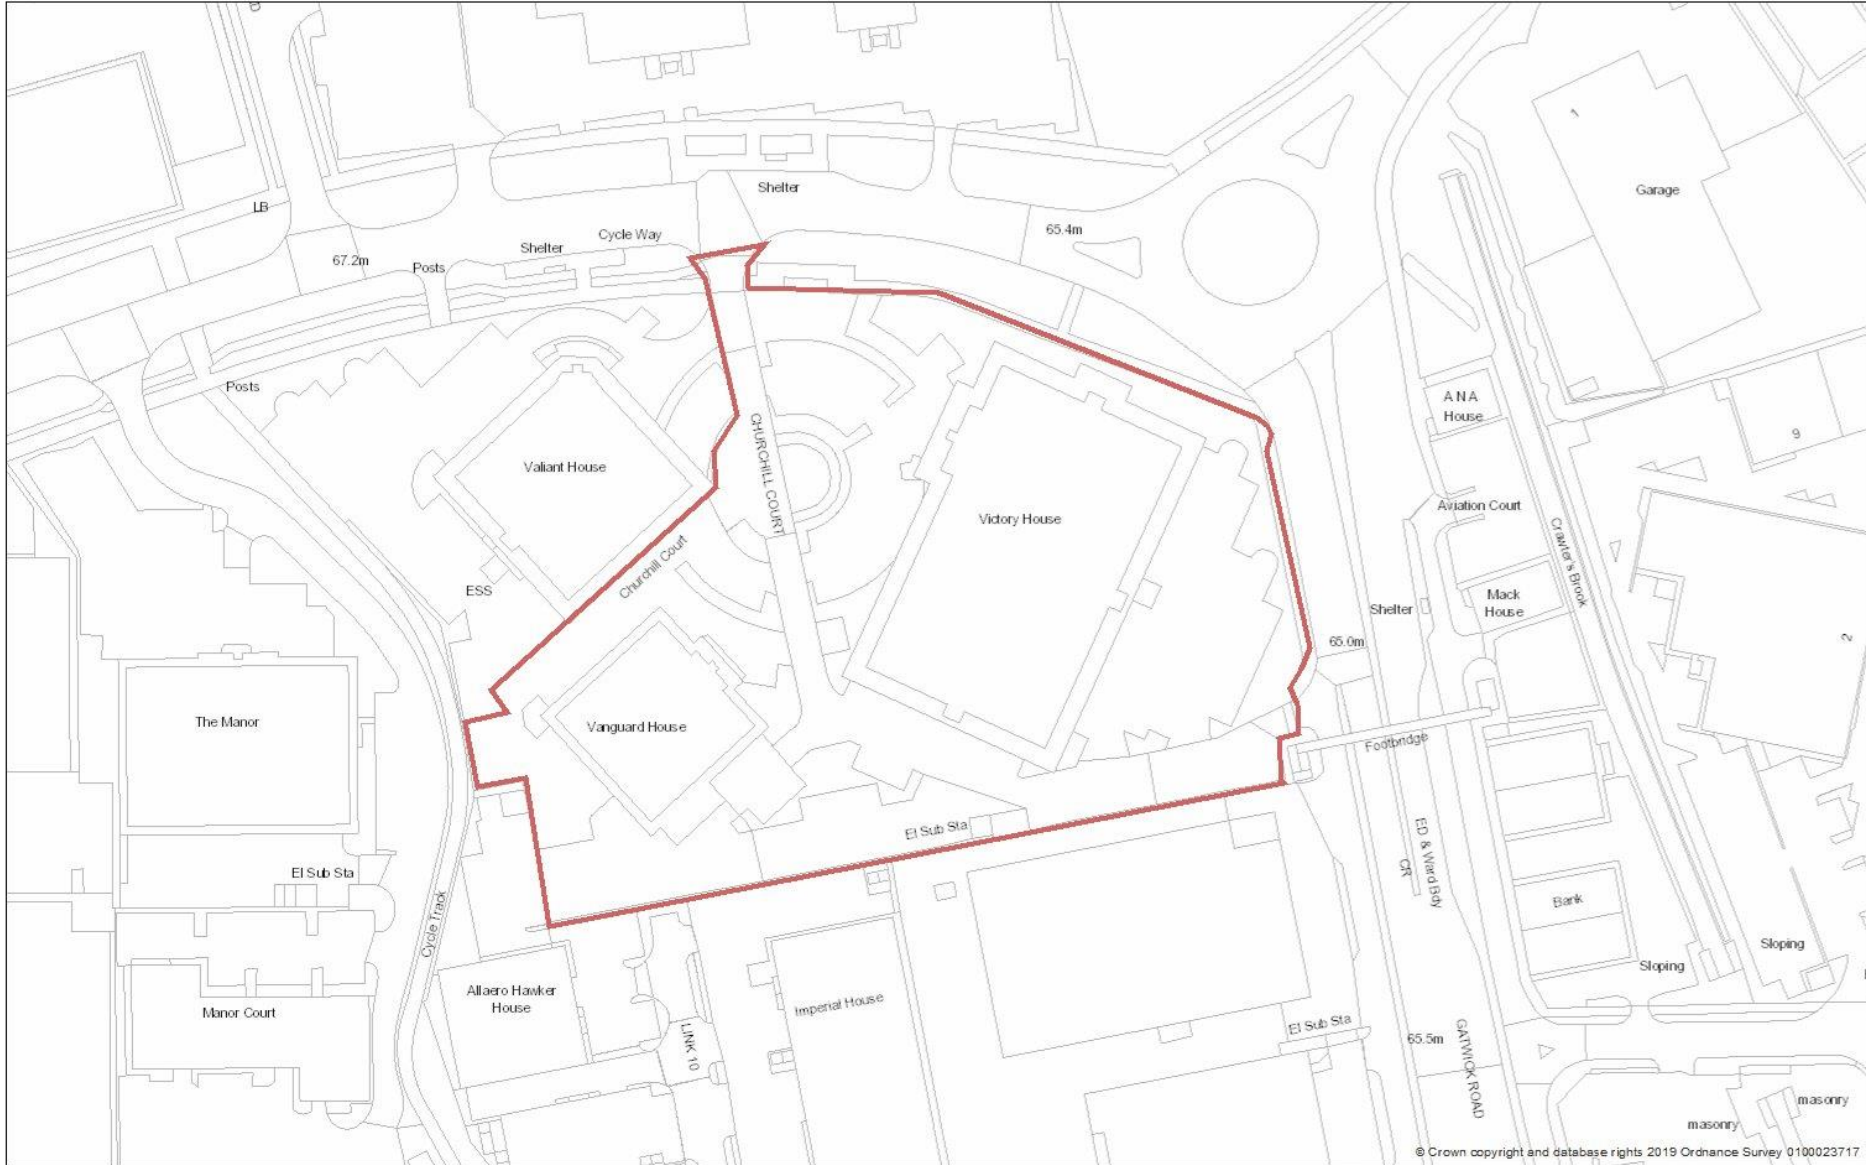 Shelter
LB
Garage
1
67.2m
Posts
Shelter
Cycle Way
65.4m
Posts
A N A
House
9
Valiant House
CHURCHILL COURT
Victory House
Aviation Court
Crawter's Brook
ESS
Churchill Court
Mack
House
Shelter
65.0m
2
The Manor
Vanguard House
Footbridge
El Sub Sta
El Sub Sta
ED & Ward Bdy
CR
Bank
Cycle Track
Sloping
Sloping
Allaero Hawker
House
Imperial House
Manor Court
LINK 10
El Sub Sta
65.5m
GATWICK ROAD
masonry
masonry
© Crown copyright and database rights 2019 Ordnance Survey 0100023717